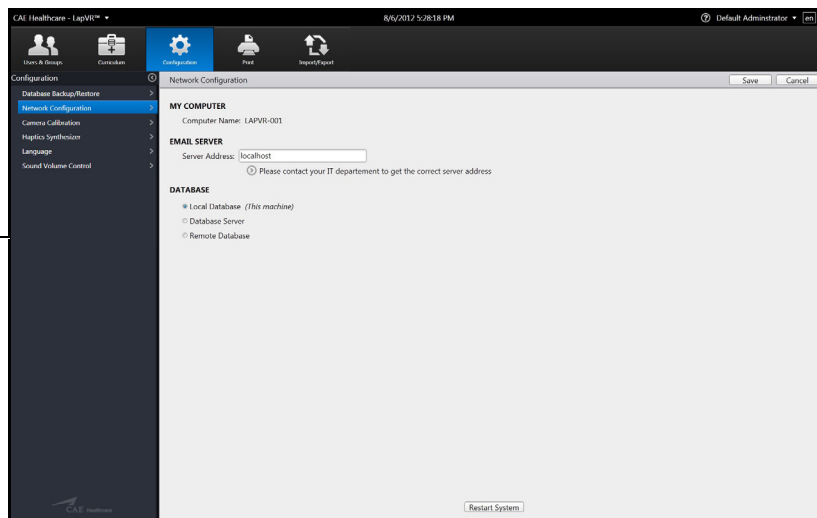 CAE Healthcare - LapVR™
8/6/2012 5:28:18 PM
Default Adminstrator
en
Users & Groups
Curriculum
Configuration
Print
Import/Export
Configuration
Database Backup/Restore
Network Configuration
Camera Calibration
Haptics Synthesizer
Language
Sound Volume Control
Network Configuration
Save
Cancel
MY COMPUTER
Computer Name: LAPVR-001
EMAIL SERVER
Server Address: localhost
Please contact your IT departement to get the correct server address
DATABASE
Local Database (This machine)
Database Server
Remote Database
CAE Healthcare
Restart System